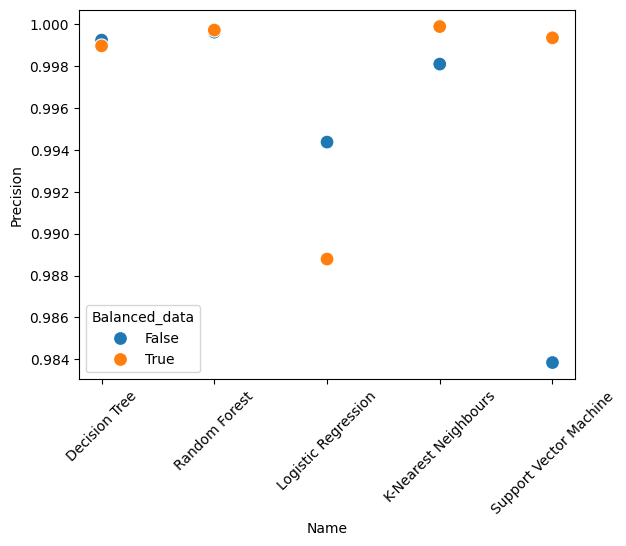 1.000
0.998
0.996
0.994
0.992
0.990
0.988
0.986
0.984
Precision
Balanced_data
False
True
Decision Tree
Random Forest
Logistic Regression
K-Nearest Neighbours
Support Vector Machine
Name